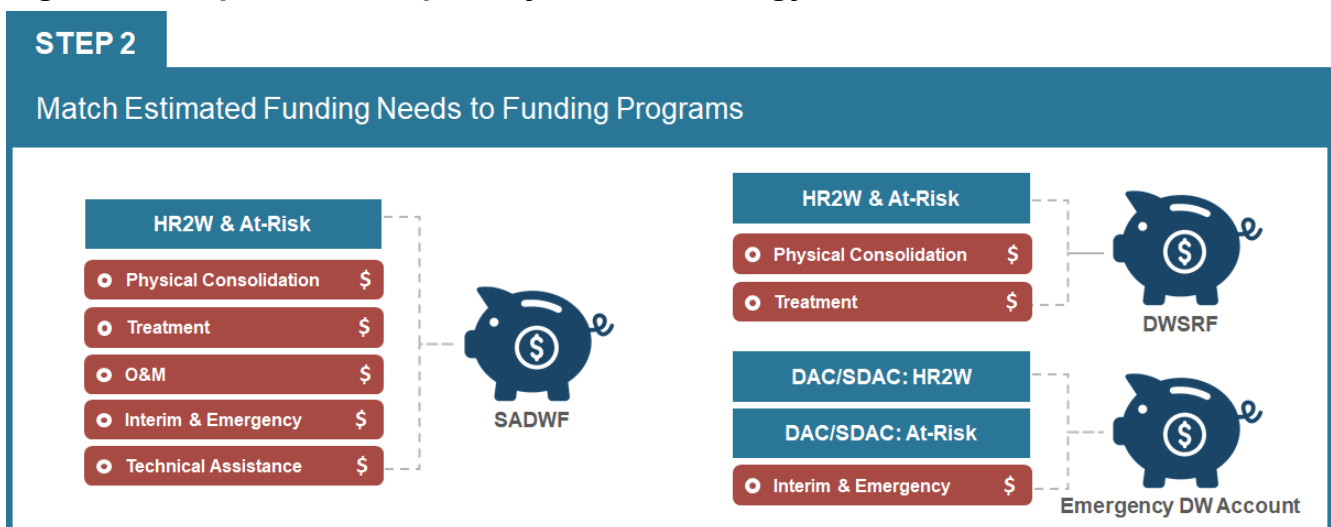 STEP 2
Match Estimated Funding Needs to Funding Programs
HR2W & At-Risk
Physical Consolidation $
Treatment $
O&M $
Interim & Emergency $
Technical Assistance $
$
SADWF
HR2W & At-Risk
Physical Consolidation $
Treatment $
$
DWSRF
DAC/SDAC: HR2W
DAC/SDAC: At-Risk
Interim & Emergency $
$
Emergency DW Account